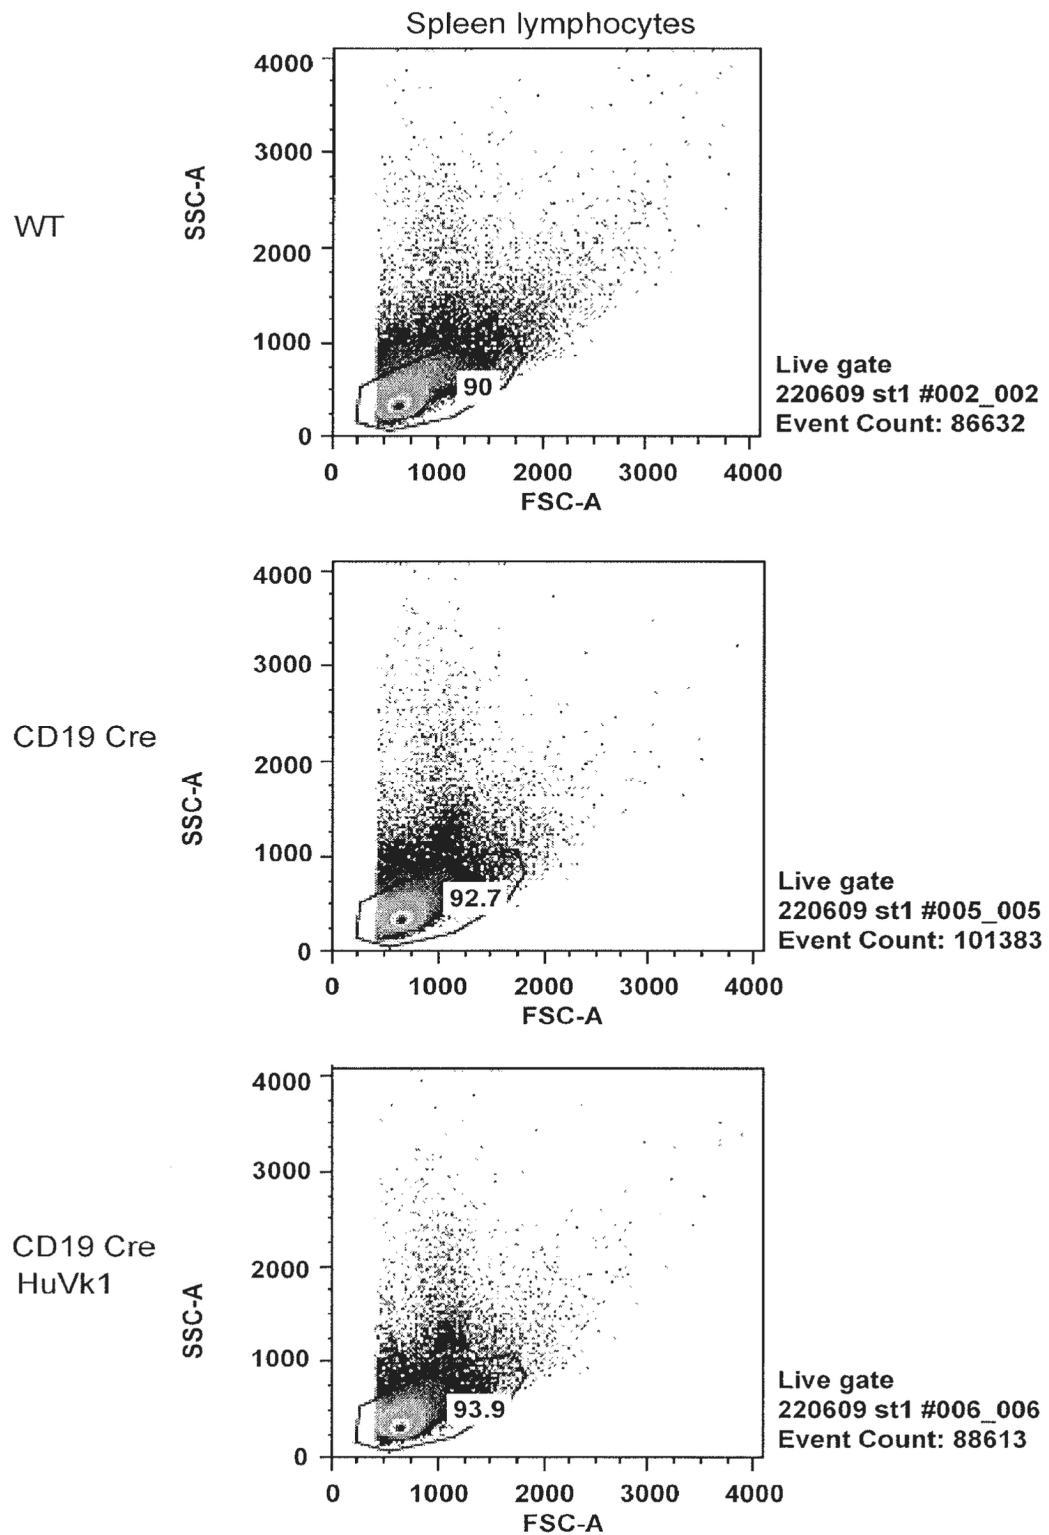 Spleen lymphocytes
WT
SSC-A
4000
3000
2000
1000
0
90
0 1000 2000 3000 4000
FSC-A
Live gate
220609 st1 #002_002
Event Count: 86632
CD19 Cre
SSC-A
4000
3000
2000
1000
0
92.7
0 1000 2000 3000 4000
FSC-A
Live gate
220609 st1 #005_005
Event Count: 101383
CD19 Cre
HuVk1
SSC-A
4000
3000
2000
1000
0
93.9
0 1000 2000 3000 4000
FSC-A
Live gate
220609 st1 #006_006
Event Count: 88613